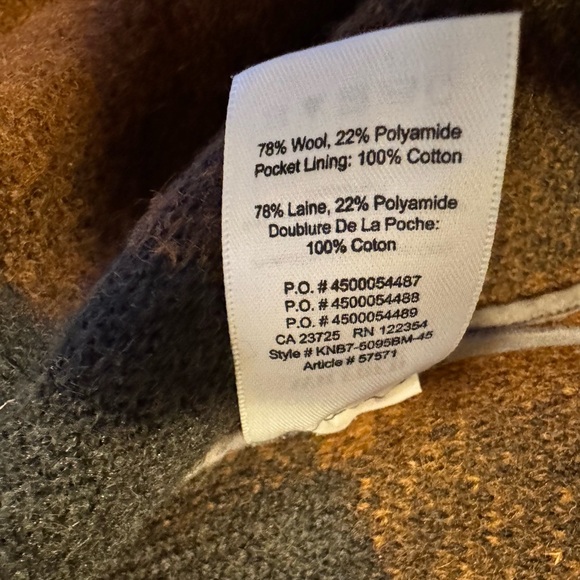 78% Wool, 22% Polyamide
Pocket Lining: 100% Cotton
78% Laine, 22% Polyamide
Doublure De La Poche:
100% Coton
P.O. # 4500054487
P.O. # 4500054488
P.O. # 4500054489
CA 23725 RN 122354
Style # KNB7-5095BM-45
Article # 57571